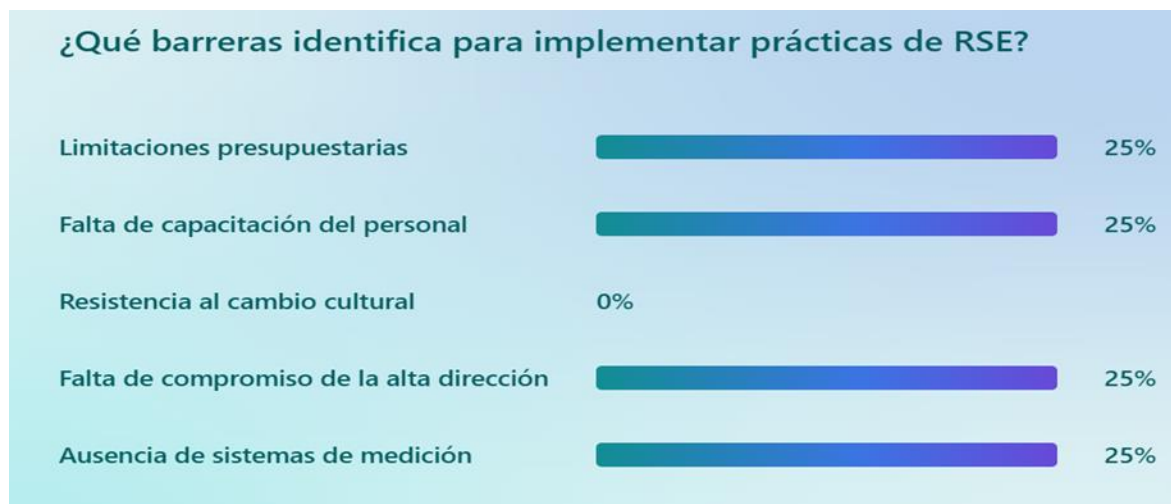 ¿Qué barreras identifica para implementar prácticas de RSE?
Limitaciones presupuestarias 25%
Falta de capacitación del personal 25%
Resistencia al cambio cultural 0%
Falta de compromiso de la alta dirección 25%
Ausencia de sistemas de medición 25%